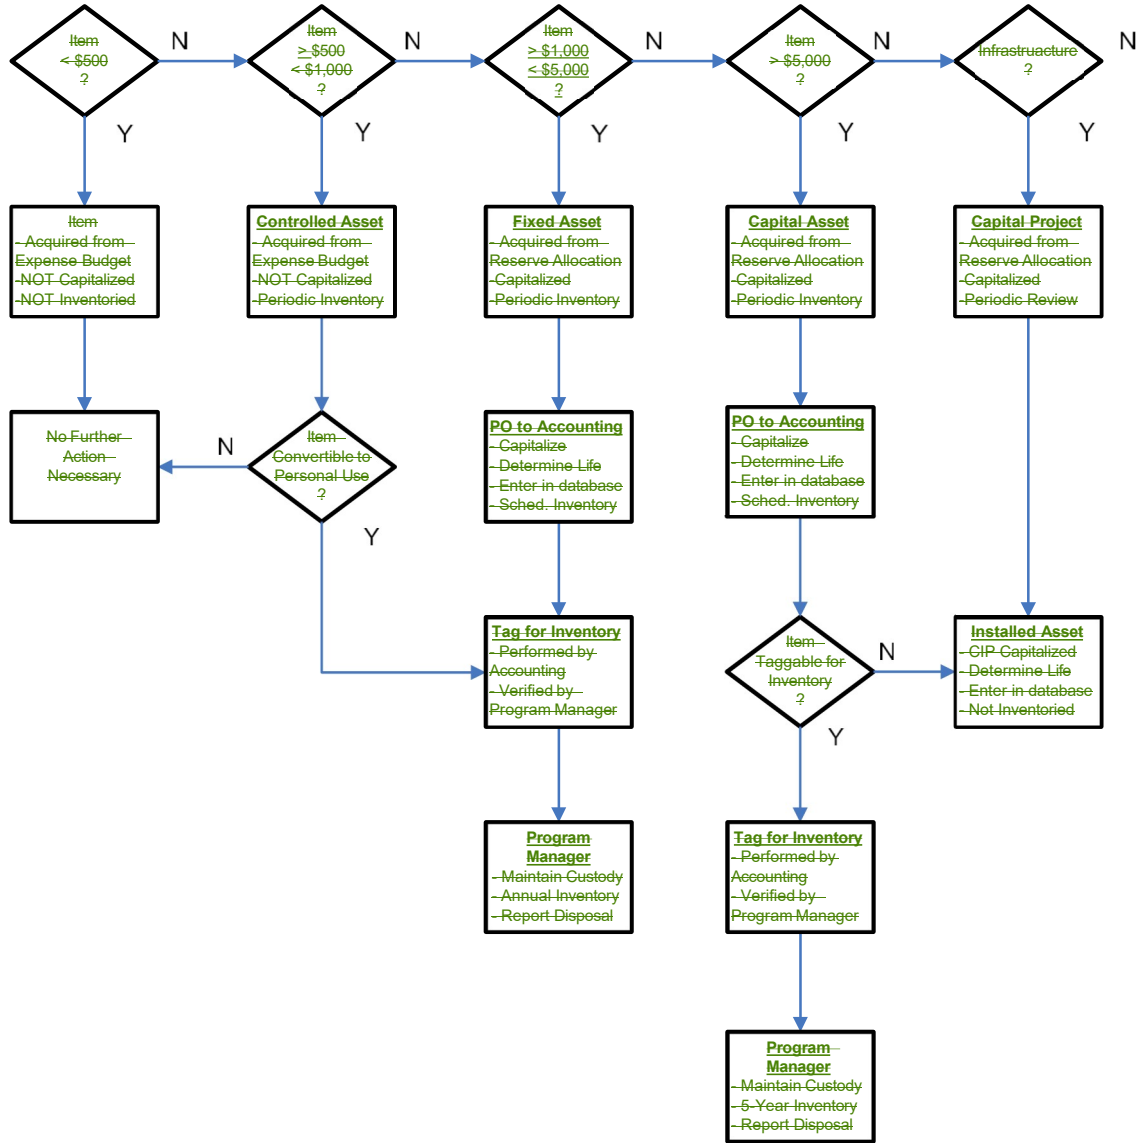 Item
< $500
?
N
Y
Item
> $500
< $1,000
?
N
Y
Item
> $1,000
< $5,000
?
N
Y
Item
> $5,000
?
N
Y
Infrastruacture
?
N
Y
Item
- Acquired from
Expense Budget
-NOT Capitalized
-NOT Inventoried
Controlled Asset
- Acquired from
Expense Budget
-NOT Capitalized
-Periodic Inventory
Fixed Asset
- Acquired from
Reserve Allocation
-Capitalized
-Periodic Inventory
Capital Asset
- Acquired from
Reserve Allocation
-Capitalized
-Periodic Inventory
Capital Project
- Acquired from
Reserve Allocation
-Capitalized
-Periodic Review
No Further
Action
Necessary
N
Item
Convertible to
Personal Use
?
Y
PO to Accounting
- Capitalize
- Determine Life
- Enter in database
- Sched. Inventory
PO to Accounting
- Capitalize
- Determine Life
- Enter in database
- Sched. Inventory
Tag for Inventory
- Performed by
Accounting
- Verified by
Program Manager
Item
Taggable for
Inventory
?
N
Y
Installed Asset
- CIP Capitalized
- Determine Life
- Enter in database
- Not Inventoried
Program
Manager
- Maintain Custody
- Annual Inventory
- Report Disposal
Tag for Inventory
- Performed by
Accounting
- Verified by
Program Manager
Program
Manager
- Maintain Custody
- 5-Year Inventory
- Report Disposal